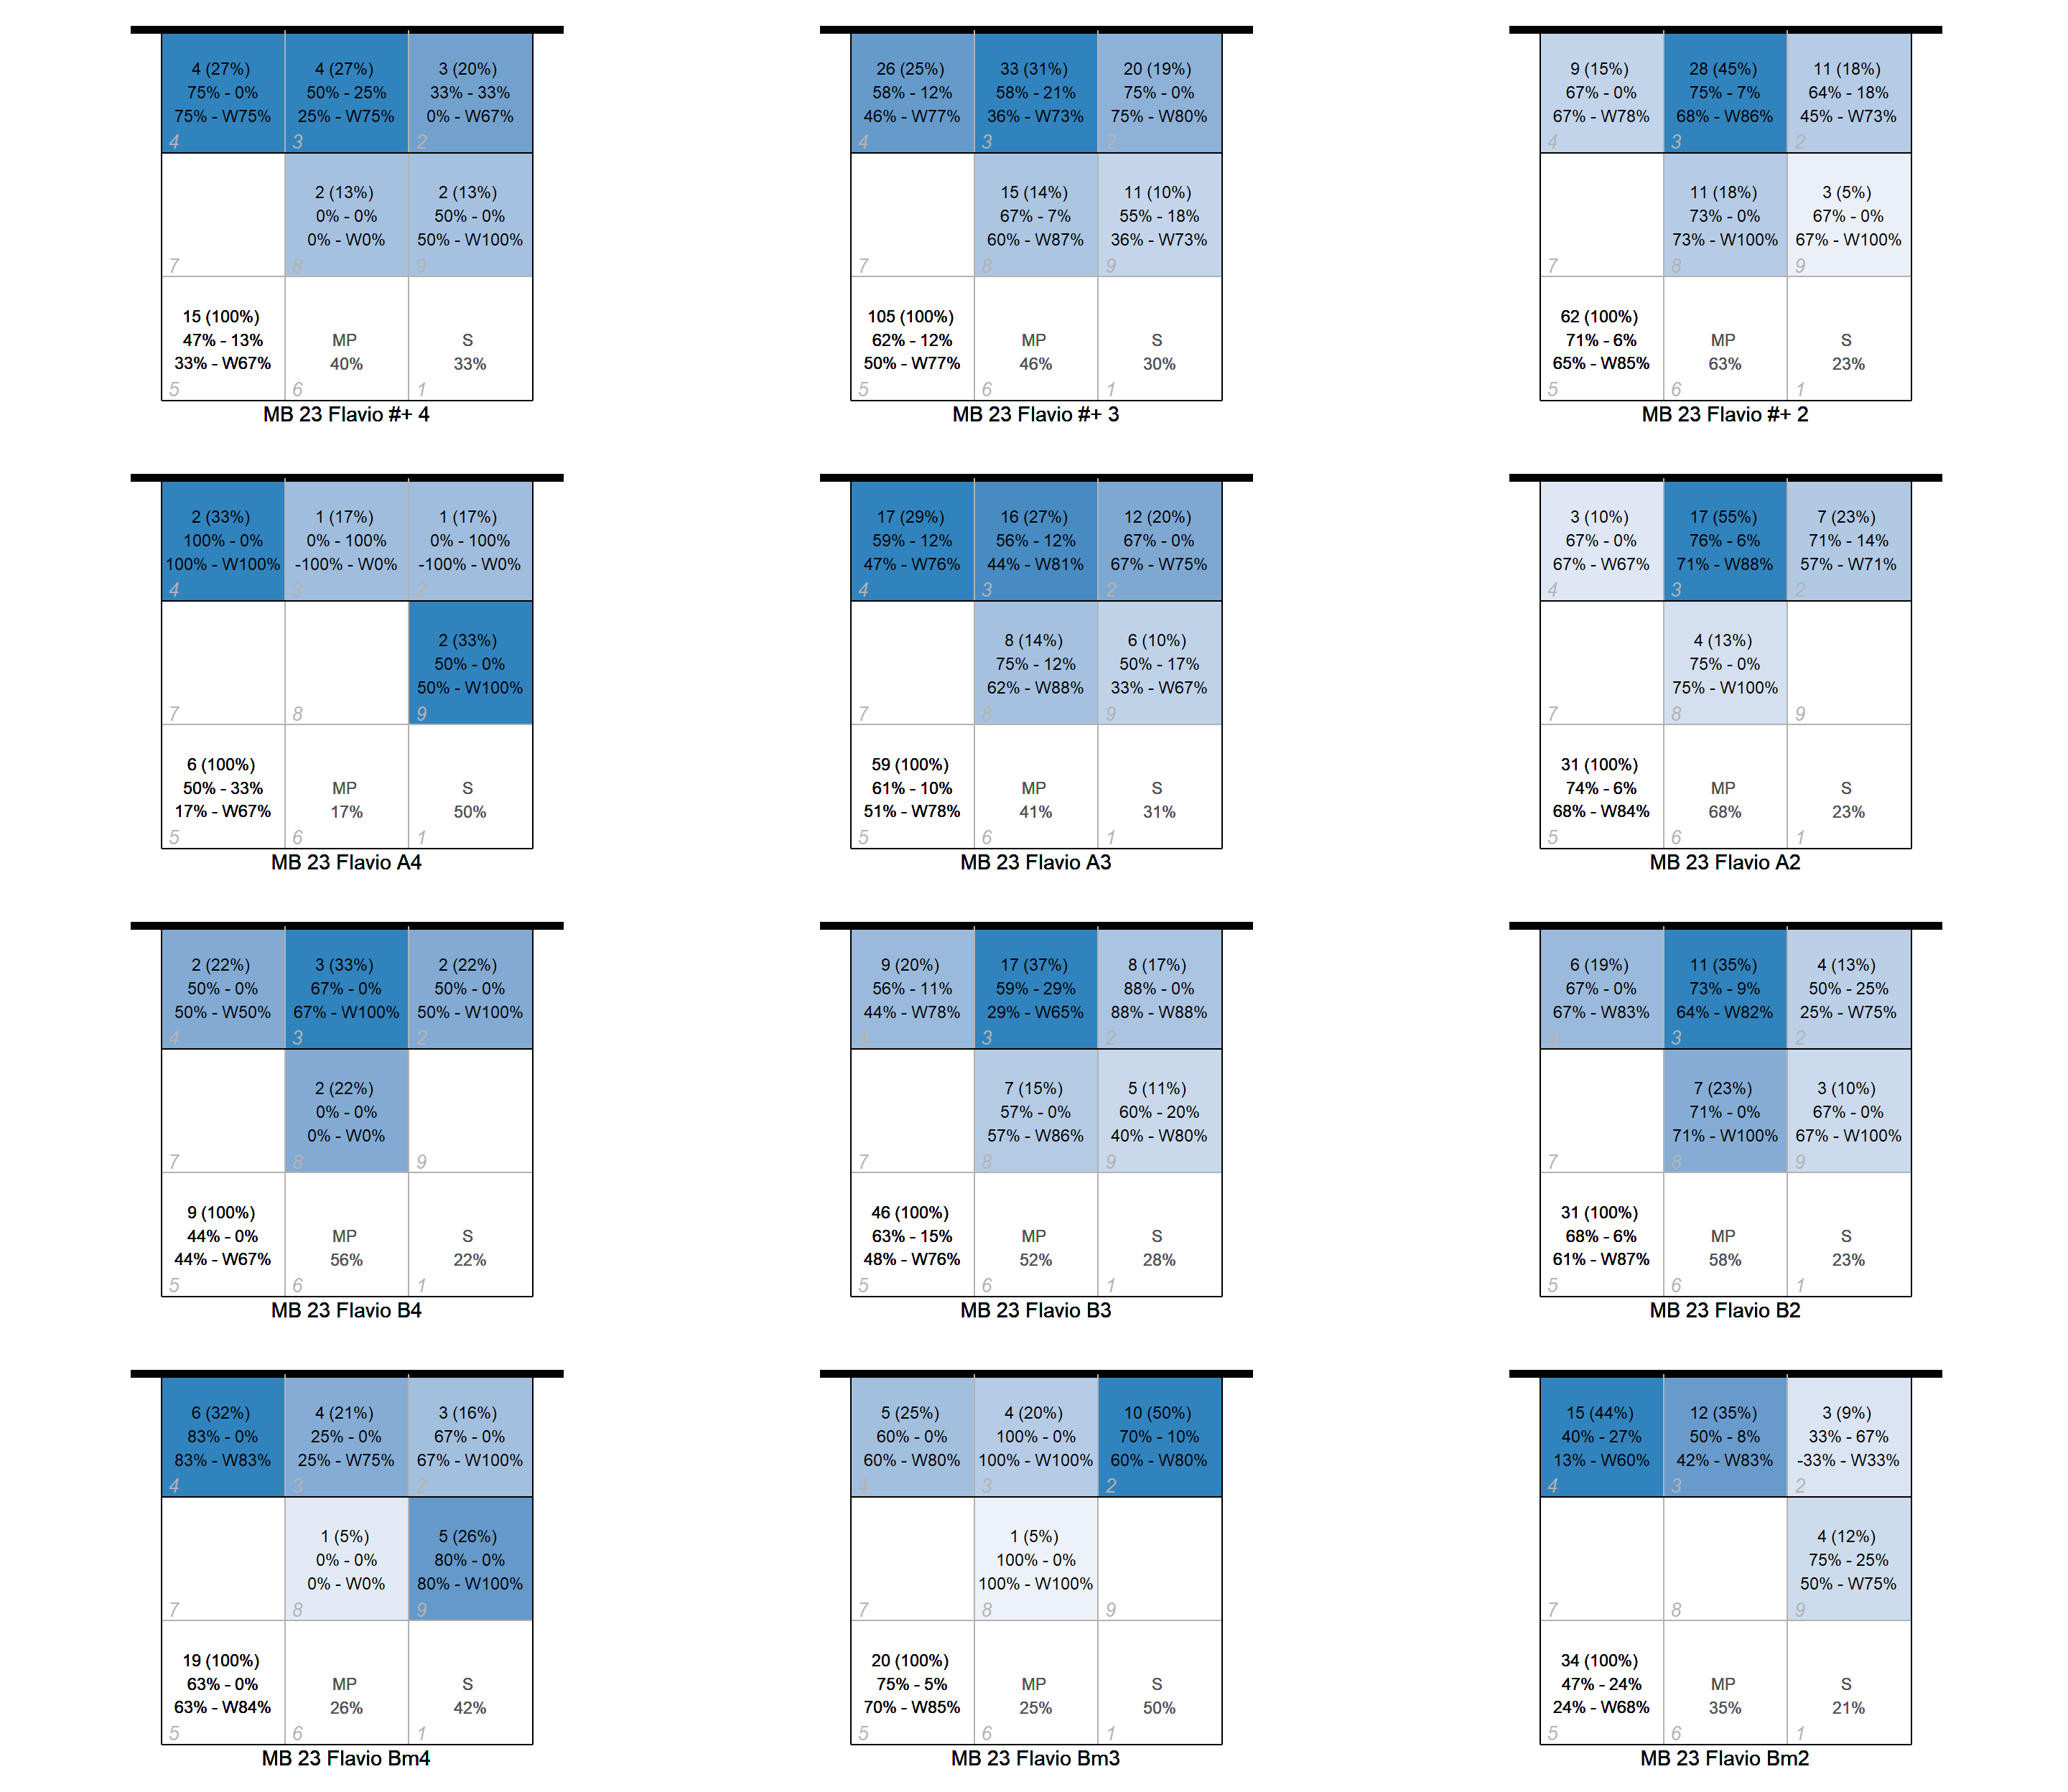 4 (27%)
75% - 0%
75% - W75%
4
4 (27%)
50% - 25%
25% - W75%
3
3 (20%)
33% - 33%
0% - W67%
2
7
2 (13%)
0% - 0%
0% - W0%
8
2 (13%)
50% - 0%
50% - W100%
9
15 (100%)
47% - 13%
33% - W67%
5
MP
40%
6
S
33%
1
MB 23 Flavio #+ 4
26 (25%)
58% - 12%
46% - W77%
4
33 (31%)
58% - 21%
36% - W73%
3
20 (19%)
75% - 0%
75% - W80%
2
7
15 (14%)
67% - 7%
60% - W87%
8
11 (10%)
55% - 18%
36% - W73%
9
105 (100%)
62% - 12%
50% - W77%
5
MP
46%
6
S
30%
1
MB 23 Flavio #+ 3
9 (15%)
67% - 0%
67% - W78%
4
28 (45%)
75% - 7%
68% - W86%
3
11 (18%)
64% - 18%
45% - W73%
2
7
11 (18%)
73% - 0%
73% - W100%
8
3 (5%)
67% - 0%
67% - W100%
9
62 (100%)
71% - 6%
65% - W85%
5
MP
63%
6
S
23%
1
MB 23 Flavio #+ 2
2 (33%)
100% - 0%
100% - W100%
4
1 (17%)
0% - 100%
-100% - W0%
3
1 (17%)
0% - 100%
-100% - W0%
2
7
8
2 (33%)
50% - 0%
50% - W100%
9
6 (100%)
50% - 33%
17% - W67%
5
MP
17%
6
S
50%
1
MB 23 Flavio A4
17 (29%)
59% - 12%
47% - W76%
4
16 (27%)
56% - 12%
44% - W81%
3
12 (20%)
67% - 0%
67% - W75%
2
7
8 (14%)
75% - 12%
62% - W88%
8
6 (10%)
50% - 17%
33% - W67%
9
59 (100%)
61% - 10%
51% - W78%
5
MP
41%
6
S
31%
1
MB 23 Flavio A3
3 (10%)
67% - 0%
67% - W67%
4
17 (55%)
76% - 6%
71% - W88%
3
7 (23%)
71% - 14%
57% - W71%
2
7
4 (13%)
75% - 0%
75% - W100%
8
9
31 (100%)
74% - 6%
68% - W84%
5
MP
68%
6
S
23%
1
MB 23 Flavio A2
2 (22%)
50% - 0%
50% - W50%
4
3 (33%)
67% - 0%
67% - W100%
3
2 (22%)
50% - 0%
50% - W100%
2
7
2 (22%)
0% - 0%
0% - W0%
8
9
9 (100%)
44% - 0%
44% - W67%
5
MP
56%
6
S
22%
1
MB 23 Flavio B4
9 (20%)
56% - 11%
44% - W78%
4
17 (37%)
59% - 29%
29% - W65%
3
8 (17%)
88% - 0%
88% - W88%
2
7
7 (15%)
57% - 0%
57% - W86%
8
5 (11%)
60% - 20%
40% - W80%
9
46 (100%)
63% - 15%
48% - W76%
5
MP
52%
6
S
28%
1
MB 23 Flavio B3
6 (19%)
67% - 0%
67% - W83%
4
11 (35%)
73% - 9%
64% - W82%
3
4 (13%)
50% - 25%
25% - W75%
2
7
7 (23%)
71% - 0%
71% - W100%
8
3 (10%)
67% - 0%
67% - W100%
9
31 (100%)
68% - 6%
61% - W87%
5
MP
58%
6
S
23%
1
MB 23 Flavio B2
6 (32%)
83% - 0%
83% - W83%
4
4 (21%)
25% - 0%
25% - W75%
3
3 (16%)
67% - 0%
67% - W100%
2
7
1 (5%)
0% - 0%
0% - W0%
8
5 (26%)
80% - 0%
80% - W100%
9
19 (100%)
63% - 0%
63% - W84%
5
MP
26%
6
S
42%
1
MB 23 Flavio Bm4
5 (25%)
60% - 0%
60% - W80%
4
4 (20%)
100% - 0%
100% - W100%
3
10 (50%)
70% - 10%
60% - W80%
2
7
1 (5%)
100% - 0%
100% - W100%
8
9
20 (100%)
75% - 5%
70% - W85%
5
MP
25%
6
S
50%
1
MB 23 Flavio Bm3
15 (44%)
40% - 27%
13% - W60%
4
12 (35%)
50% - 8%
42% - W83%
3
3 (9%)
33% - 67%
-33% - W33%
2
7
8
4 (12%)
75% - 25%
50% - W75%
9
34 (100%)
47% - 24%
24% - W68%
5
MP
35%
6
S
21%
1
MB 23 Flavio Bm2